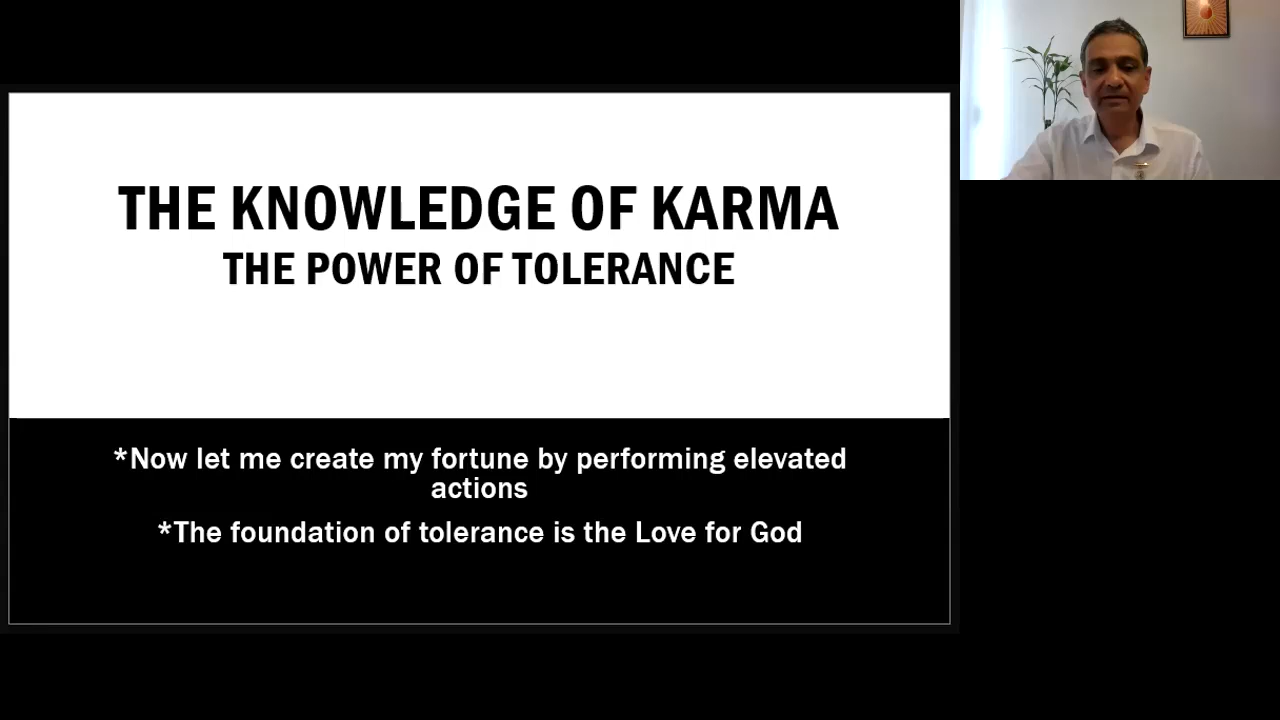 THE KNOWLEDGE OF KARMA
THE POWER OF TOLERANCE
*Now let me create my fortune by performing elevated
actions
*The foundation of tolerance is the Love for God